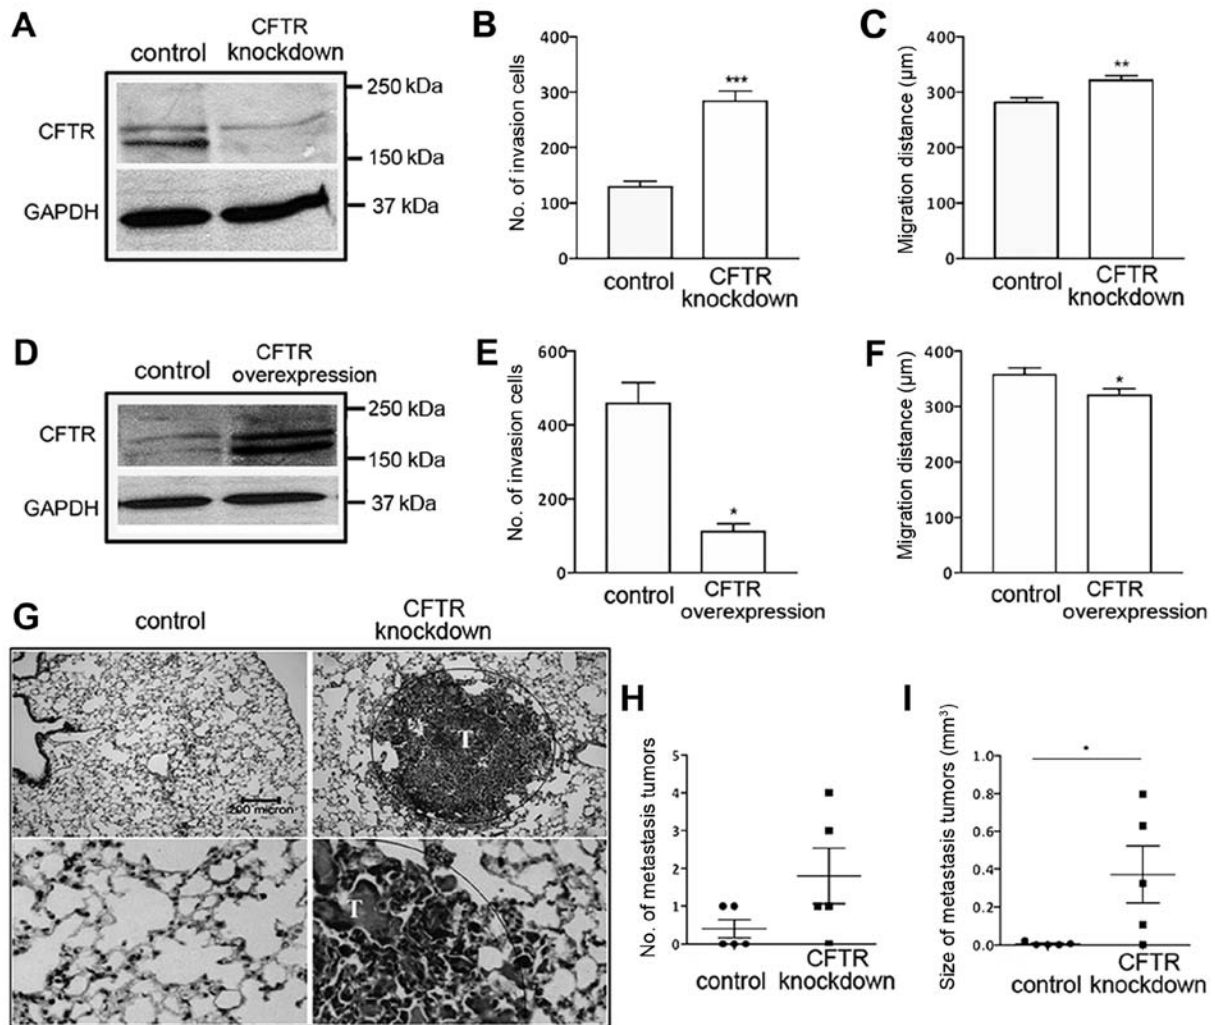 A
control
CFTR
knockdown
CFTR
GAPDH
250 kDa
150 kDa
37 kDa
B
No. of invasion cells
400
300
200
100
0
***
control
CFTR
knockdown
C
Migration distance (µm)
400
300
200
100
0
**
control
CFTR
knockdown
D
control
CFTR
overexpression
CFTR
GAPDH
250 kDa
150 kDa
37 kDa
E
No. of invasion cells
600
400
200
0
*
control
CFTR
overexpression
F
Migration distance (µm)
400
300
200
100
0
*
control
CFTR
overexpression
G
control
CFTR
knockdown
200 micron
T
T
H
No. of metastasis tumors
5
4
3
2
1
0
control
CFTR
knockdown
I
Size of metastasis tumors (mm³)
1.0
0.8
0.6
0.4
0.2
0.0
*
control
CFTR
knockdown